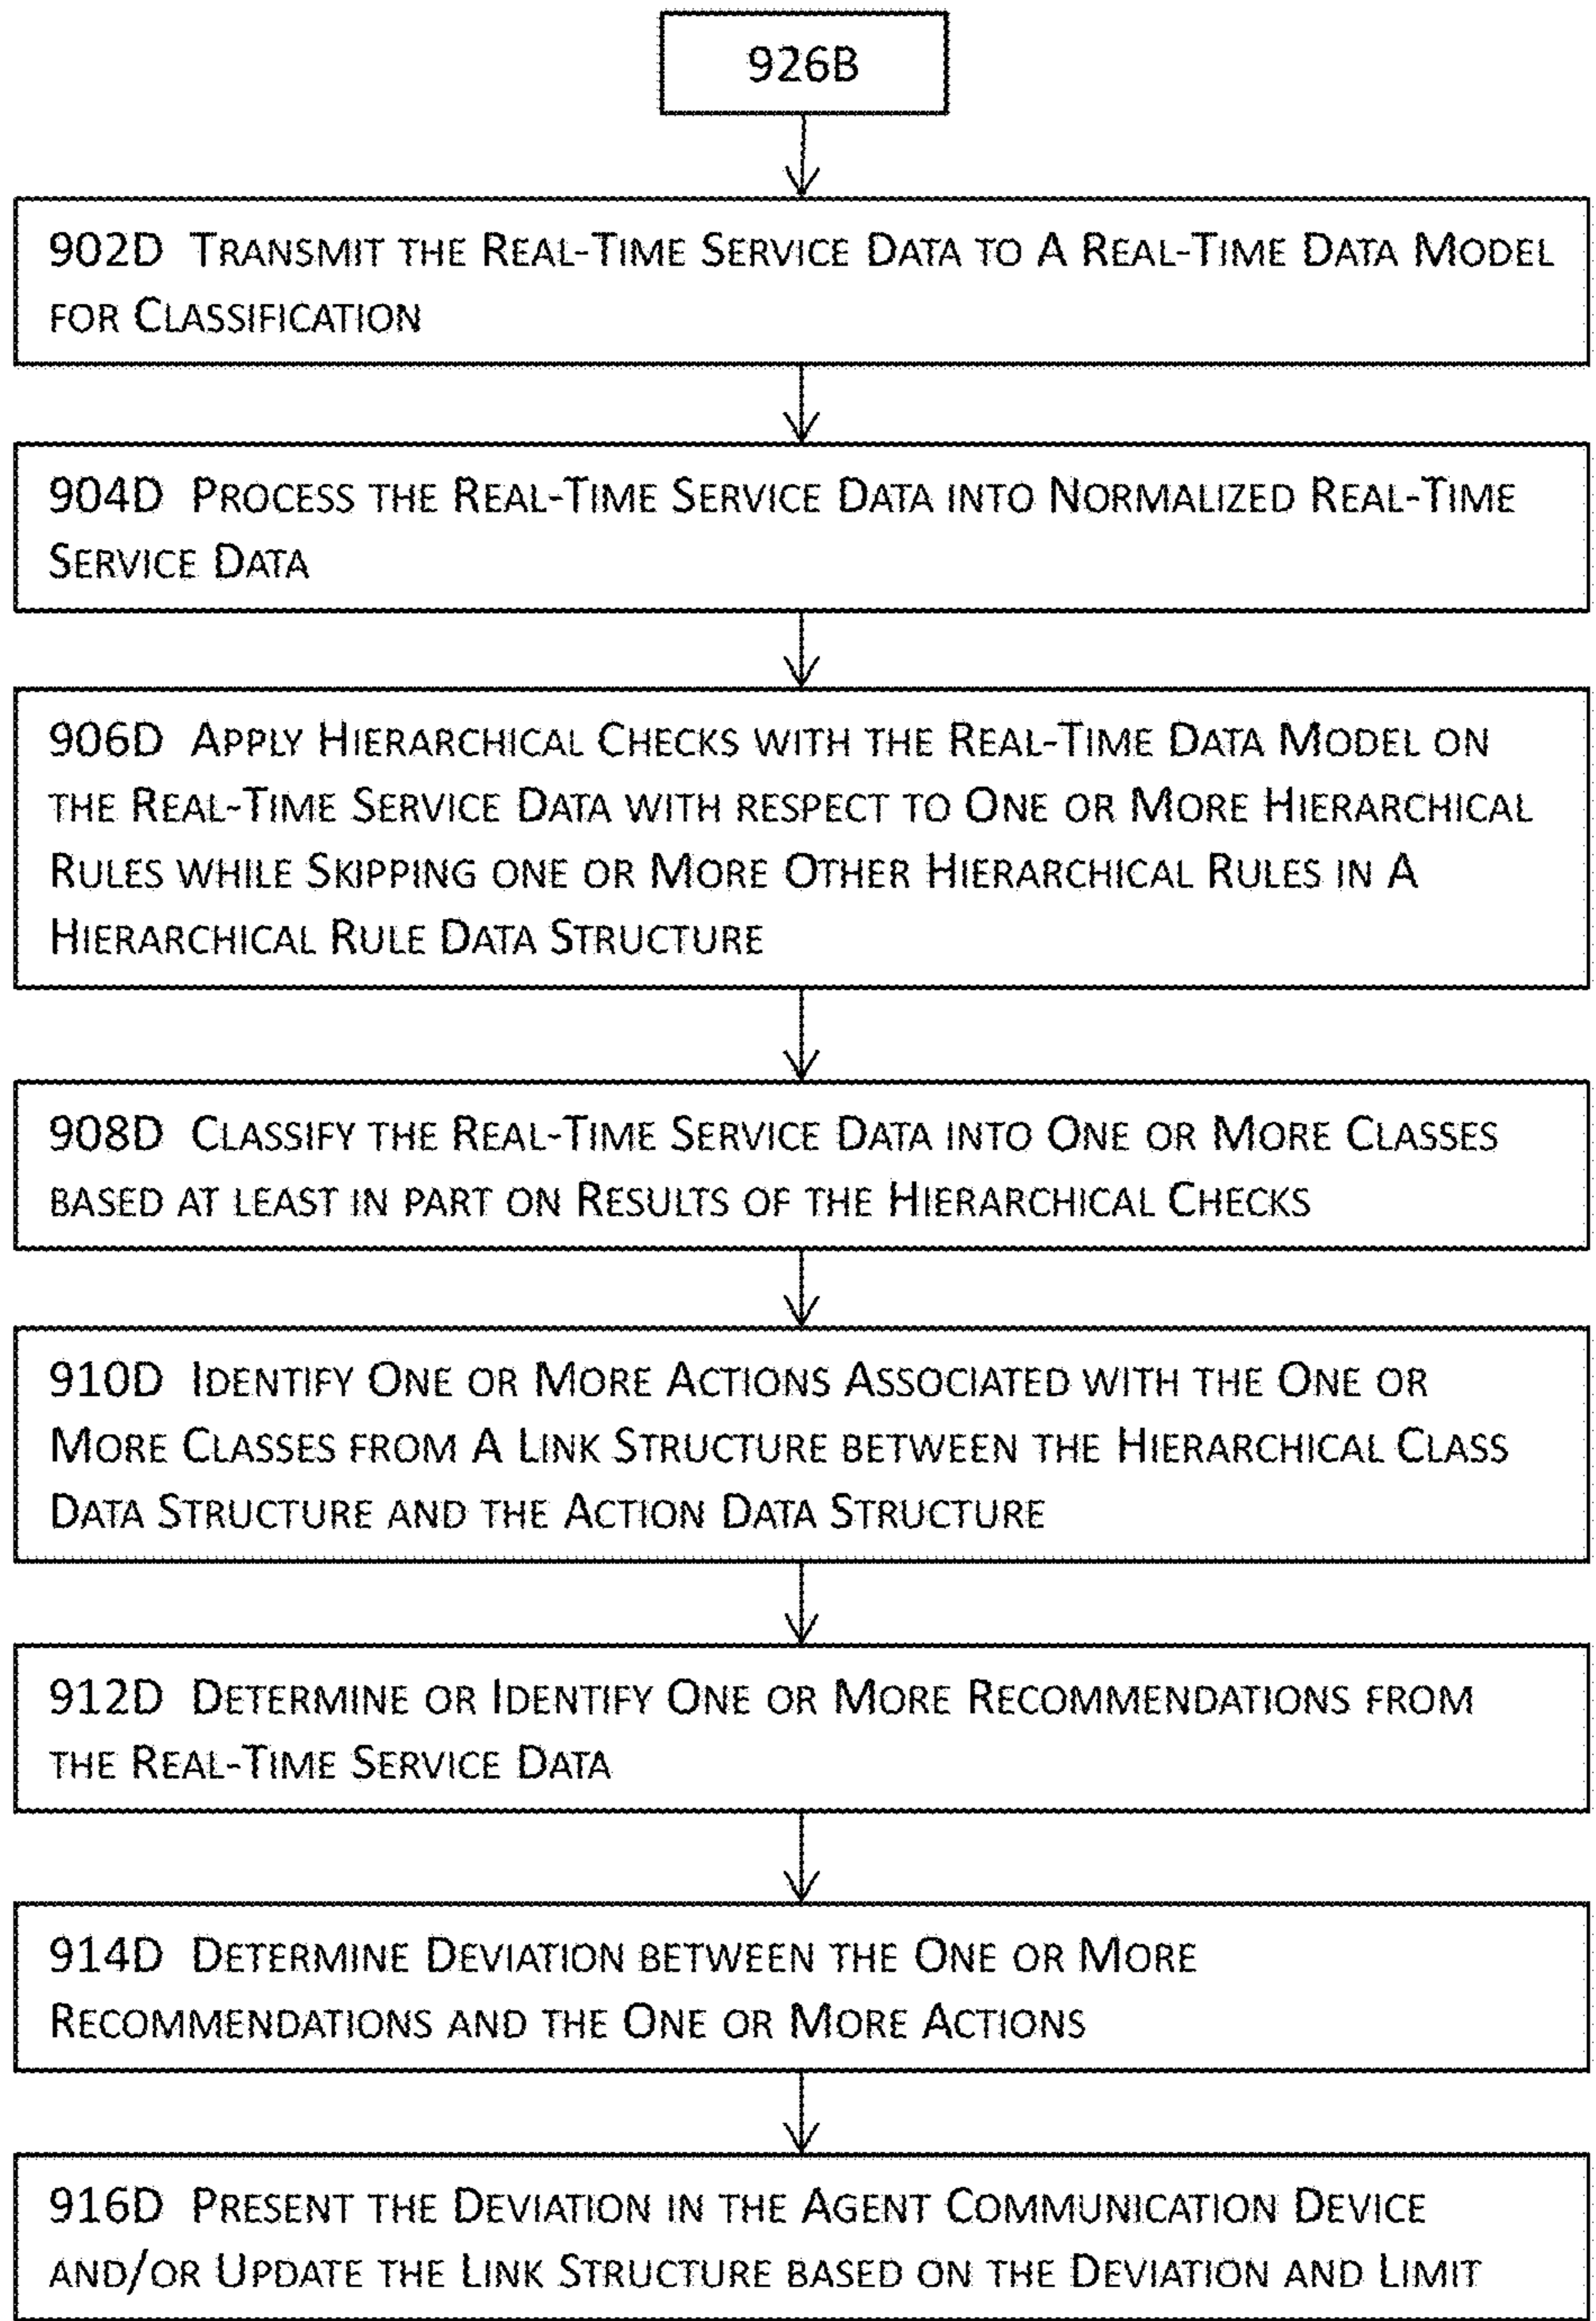 926B
902D Transmit the Real-Time Service Data to A Real-Time Data Model
for Classification
904D Process the Real-Time Service Data into Normalized Real-Time
Service Data
906D Apply Hierarchical Checks with the Real-Time Data Model on
the Real-Time Service Data with respect to One or More Hierarchical
Rules while Skipping one or More Other Hierarchical Rules in A
Hierarchical Rule Data Structure
908D Classify the Real-Time Service Data into One or More Classes
based at least in part on Results of the Hierarchical Checks
910D Identify One or More Actions Associated with the One or
More Classes from A Link Structure between the Hierarchical Class
Data Structure and the Action Data Structure
912D Determine or Identify One or More Recommendations from
the Real-Time Service Data
914D Determine Deviation between the One or More
Recommendations and the One or More Actions
916D Present the Deviation in the Agent Communication Device
and/or Update the Link Structure based on the Deviation and Limit